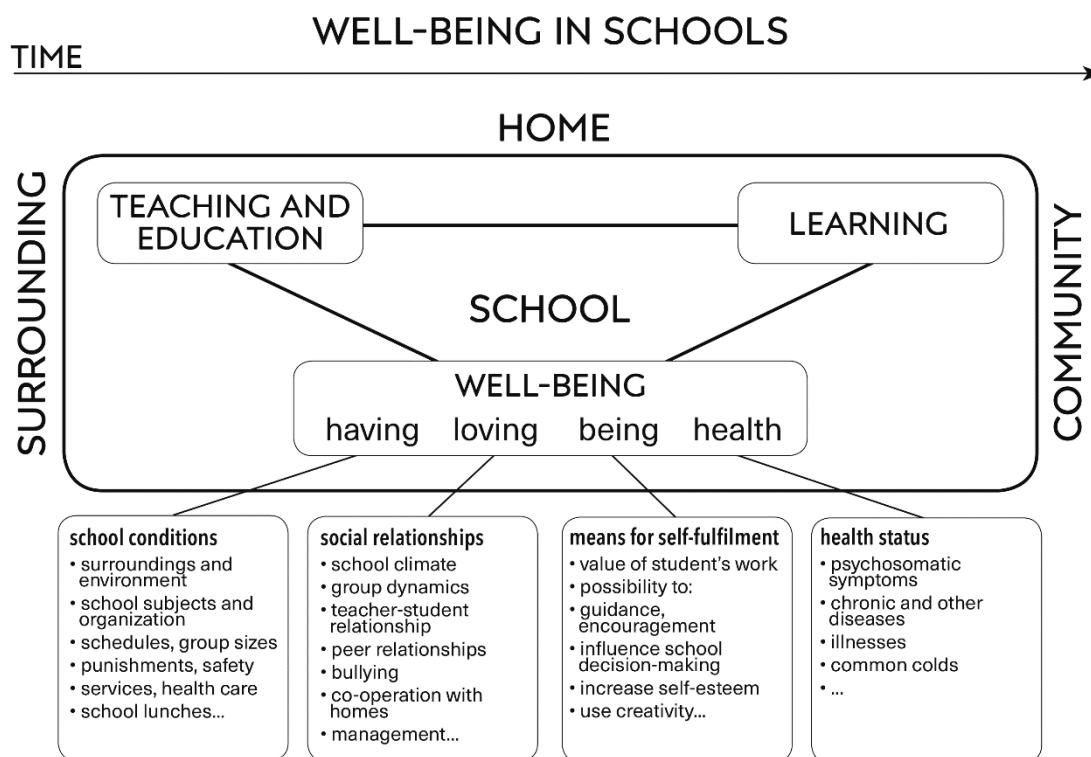 WELL-BEING IN SCHOOLS
TIME
HOME
SURROUNDING
COMMUNITY
TEACHING AND
EDUCATION
LEARNING
SCHOOL
WELL-BEING
having loving being health
school conditions
• surroundings and
environment
• school subjects and
organization
• schedules, group sizes
• punishments, safety
• services, health care
• school lunches...
social relationships
• school climate
• group dynamics
• teacher-student
relationship
• peer relationships
• bullying
• co-operation with
homes
• management...
means for self-fulfilment
• value of student's work
• possibility to:
• guidance,
encouragement
• influence school
decision-making
• increase self-esteem
• use creativity...
health status
• psychosomatic
symptoms
• chronic and other
diseases
• illnesses
• common colds
• ...